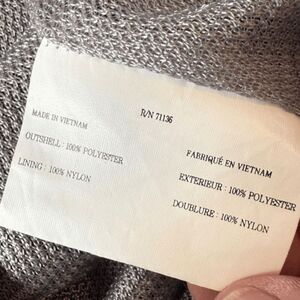 R/N 71136
MADE IN VIETNAM
OUTSHELL : 100% POLYESTER
LINING : 100% NYLON
FABRIQUÉ EN VIETNAM
EXTERIEUR : 100% POLYESTER
DOUBLURE : 100% NYLON